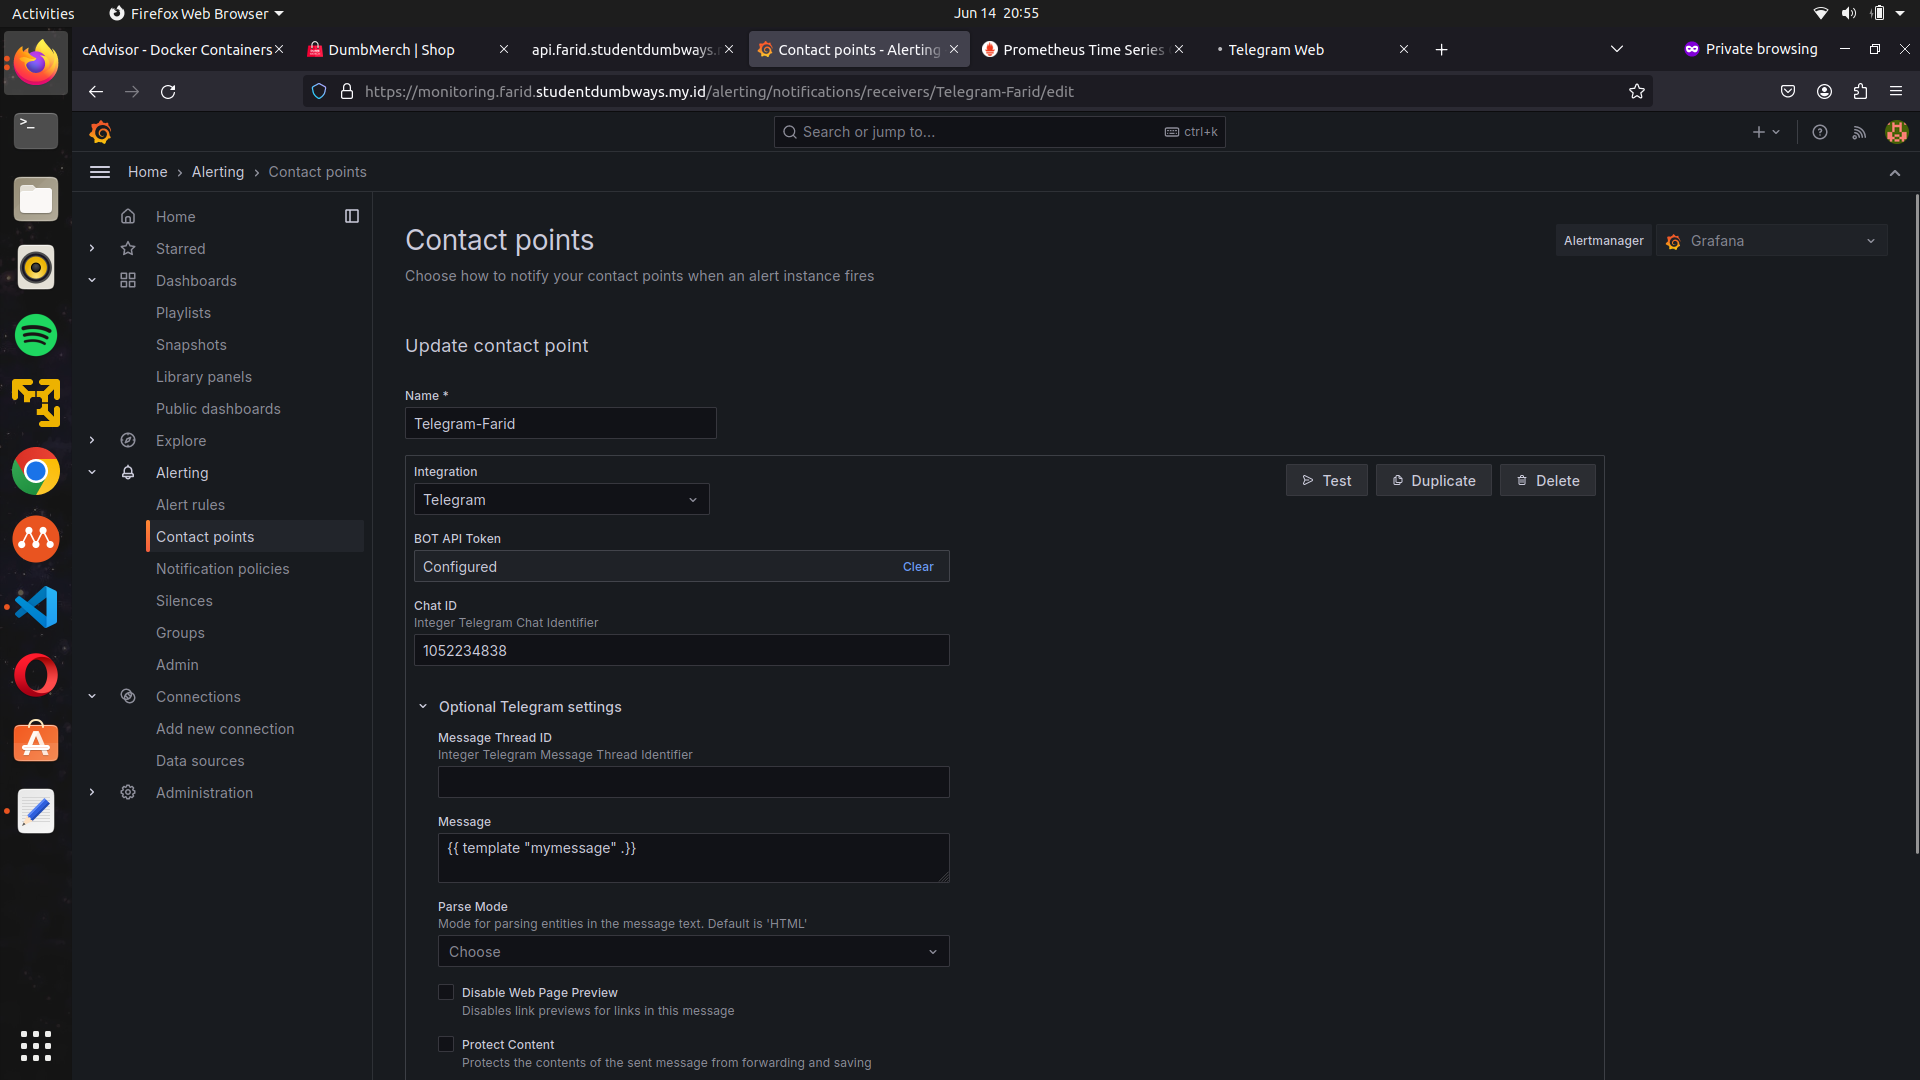 Activities
Firefox Web Browser
Jun 14 20:55
cAdvisor - Docker Containers
DumbMerch | Shop
api.farid.studentdumbways.
Contact points - Alerting
Prometheus Time Series
Telegram Web
Private browsing
https://monitoring.farid.studentdumbways.my.id/alerting/notifications/receivers/Telegram-Farid/edit
Search or jump to...
ctrl+k
Home › Alerting › Contact points
Home
Starred
Dashboards
Playlists
Snapshots
Library panels
Public dashboards
Explore
Alerting
Alert rules
Contact points
Notification policies
Silences
Groups
Admin
Connections
Add new connection
Data sources
Administration
Contact points
Choose how to notify your contact points when an alert instance fires
Alertmanager
Grafana
Update contact point
Name *
Telegram-Farid
Integration
Telegram
Test
Duplicate
Delete
BOT API Token
Configured
Clear
Chat ID
Integer Telegram Chat Identifier
1052234838
Optional Telegram settings
Message Thread ID
Integer Telegram Message Thread Identifier
Message
{{ template "mymessage" .}}
Parse Mode
Mode for parsing entities in the message text. Default is 'HTML'
Choose
Disable Web Page Preview
Disables link previews for links in this message
Protect Content
Protects the contents of the sent message from forwarding and saving